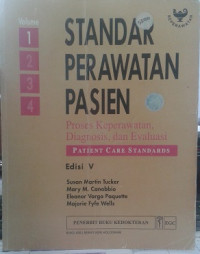 Volume
1
2
3
4
STANDAR
PERAWATAN
PASIEN
Proses Keperawatan,
Diagnosis, dan Evaluasi
PATIENT CARE STANDARDS
Edisi V
Susan Martin Tucker
Mary M. Canobbio
Eleanor Vargo Paquette
Marjorie Fyfe Wells
PENERBIT BUKU KEDOKTERAN
EGC